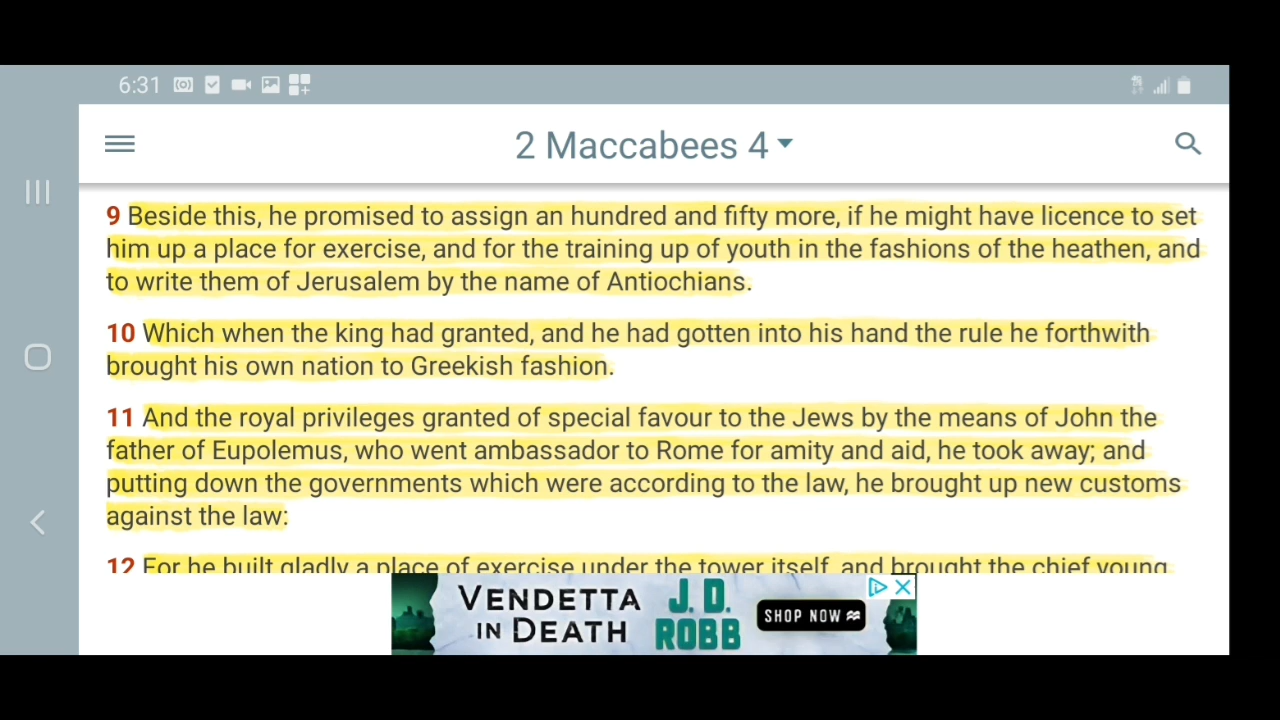 6:31
2 Maccabees 4
9 Beside this, he promised to assign an hundred and fifty more, if he might have licence to set
him up a place for exercise, and for the training up of youth in the fashions of the heathen, and
to write them of Jerusalem by the name of Antiochians.
10 Which when the king had granted, and he had gotten into his hand the rule he forthwith
brought his own nation to Greekish fashion.
11 And the royal privileges granted of special favour to the Jews by the means of John the
father of Eupolemus, who went ambassador to Rome for amity and aid, he took away; and
putting down the governments which were according to the law, he brought up new customs
against the law:
12 For he built gladly a place of exercise under the tower itself, and brought the chief young
VENDETTA
IN DEATH
J. D.
ROBB
SHOP NOW